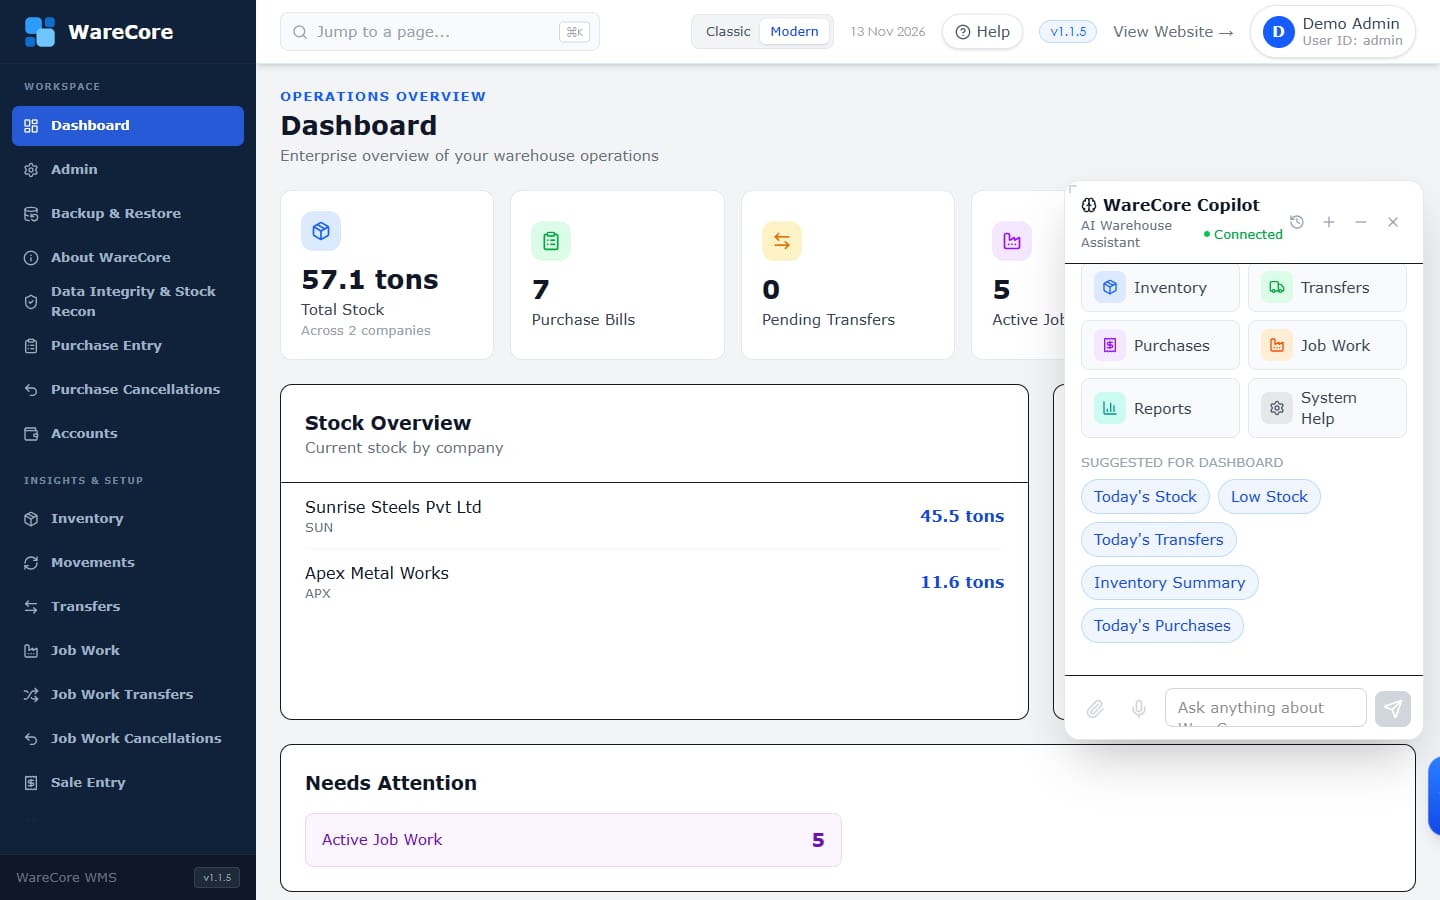 WareCore
WORKSPACE
Dashboard
Admin
Backup & Restore
About WareCore
Data Integrity & Stock
Recon
Purchase Entry
Purchase Cancellations
Accounts
INSIGHTS & SETUP
Inventory
Movements
Transfers
Job Work
Job Work Transfers
Job Work Cancellations
Sale Entry
WareCore WMS
v1.1.5
Jump to a page...
⌘K
Classic
Modern
13 Nov 2026
Help
v1.1.5
View Website →
D
Demo Admin
User ID: admin
OPERATIONS OVERVIEW
Dashboard
Enterprise overview of your warehouse operations
57.1 tons
Total Stock
Across 2 companies
7
Purchase Bills
0
Pending Transfers
5
Active Job
Stock Overview
Current stock by company
Sunrise Steels Pvt Ltd
SUN
45.5 tons
Apex Metal Works
APX
11.6 tons
Needs Attention
Active Job Work
5
WareCore Copilot
AI Warehouse
Assistant
Connected
Inventory
Transfers
Purchases
Job Work
Reports
System
Help
SUGGESTED FOR DASHBOARD
Today's Stock
Low Stock
Today's Transfers
Inventory Summary
Today's Purchases
Ask anything about